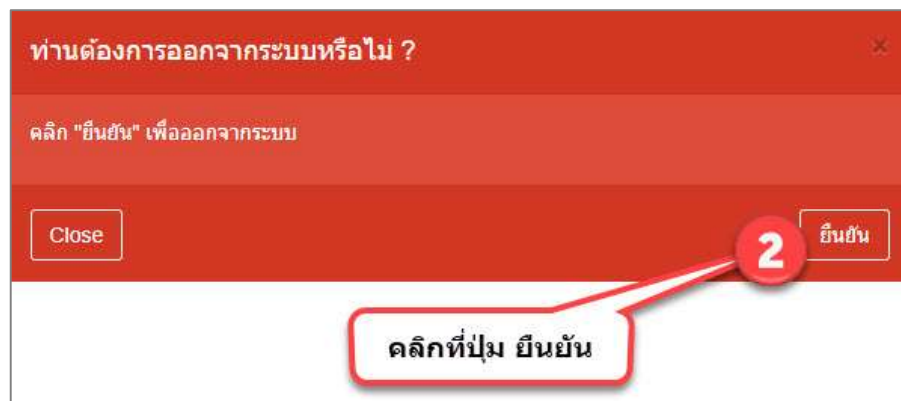 ท่านต้องการออกจากระบบหรือไม่ ?
×
คลิก "ยืนยัน" เพื่อออกจากระบบ
Close
2
ยืนยัน
คลิกที่ปุ่ม ยืนยัน